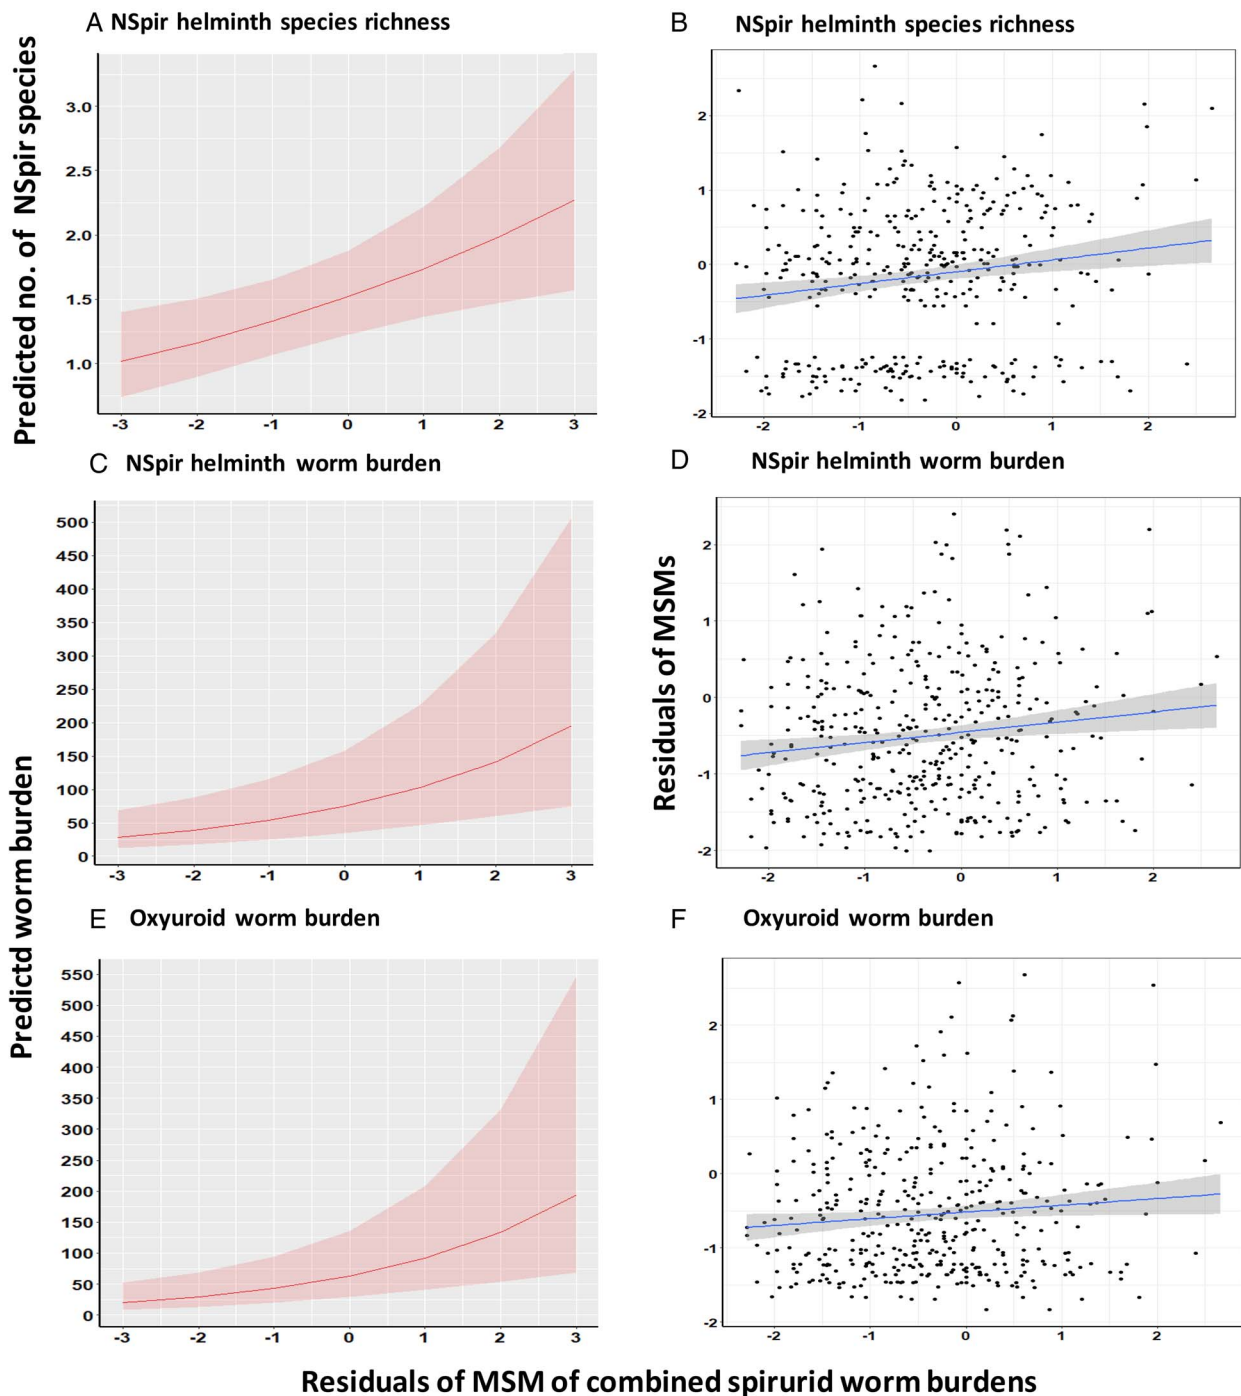 A NSpir helminth species richness
B NSpir helminth species richness
Predicted no. of NSpir species
3.0
2.5
2.0
1.5
1.0
-3 -2 -1 0 1 2 3
2
1
0
-1
-2
-2 -1 0 1 2
C NSpir helminth worm burden
D NSpir helminth worm burden
Predictd worm burden
500
450
400
350
300
250
200
150
100
50
0
-3 -2 -1 0 1 2 3
Residuals of MSMs
2
1
0
-1
-2
-2 -1 0 1 2
E Oxyuroid worm burden
F Oxyuroid worm burden
550
500
450
400
350
300
250
200
150
100
50
0
-3 -2 -1 0 1 2 3
2
1
0
-1
-2
-2 -1 0 1 2
Residuals of MSM of combined spirurid worm burdens